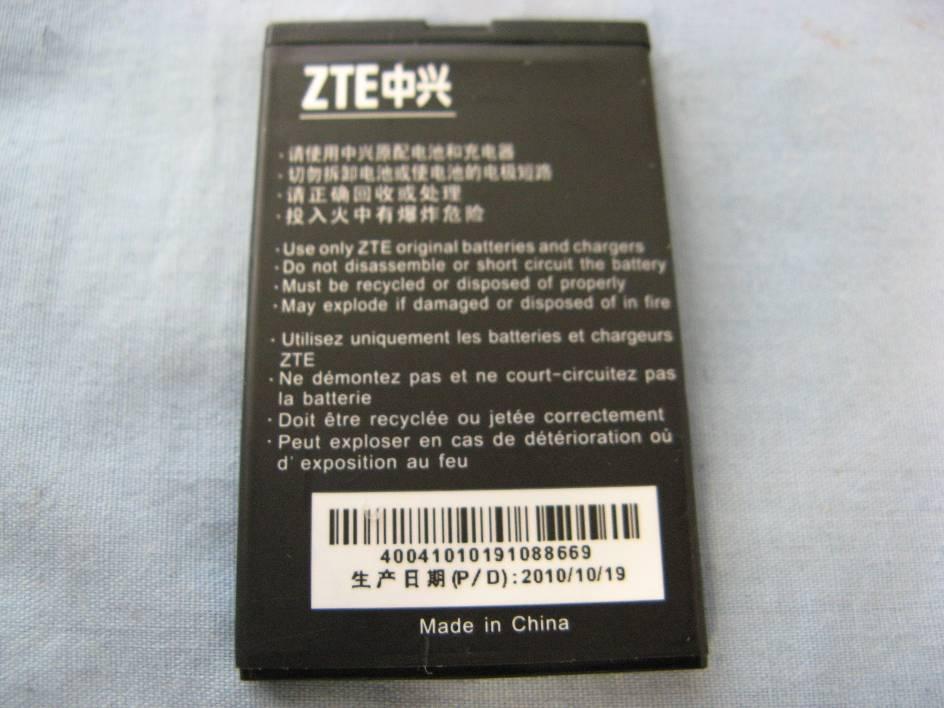 ZTE中兴
·请使用中兴原配电池和充电器
·切勿拆卸电池或使电池的电极短路
·请正确回收或处理
·投入火中有爆炸危险
·Use only ZTE original batteries and chargers
·Do not disassemble or short circuit the battery
·Must be recycled or disposed of properly
·May explode if damaged or disposed of in fire
·Utilisez uniquement les batteries et chargeurs
ZTE
·Ne démontez pas et ne court-circuitez pas
la batterie
·Doit être recyclée ou jetée correctement
·Peut exploser en cas de détérioration où
d' exposition au feu
40041010191088669
生产日期(P/D):2010/10/19
Made in China